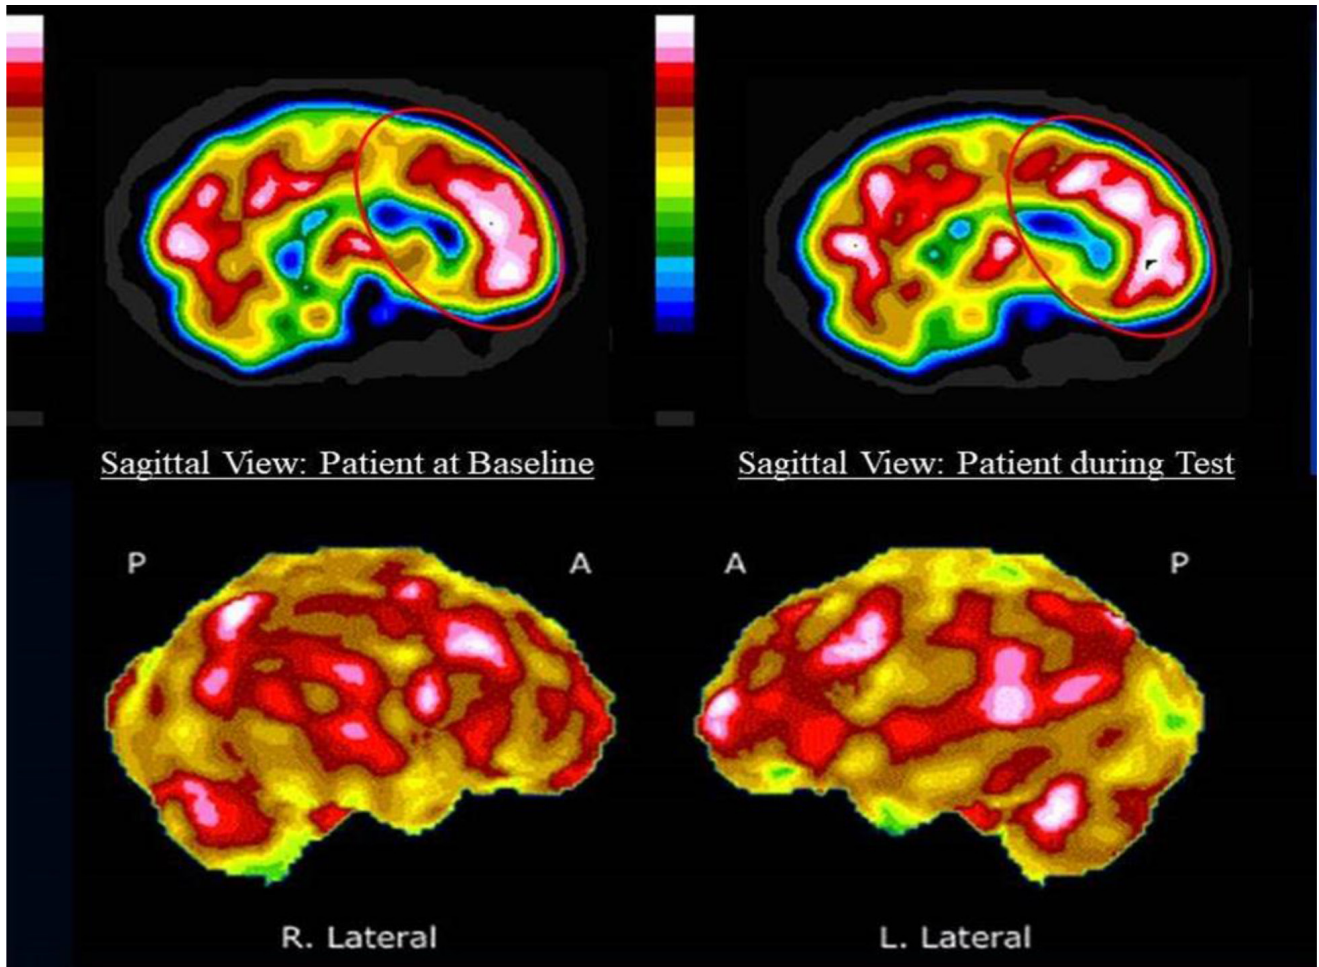 Sagittal View: Patient at Baseline
Sagittal View: Patient during Test
P
A
A
P
R. Lateral
L. Lateral